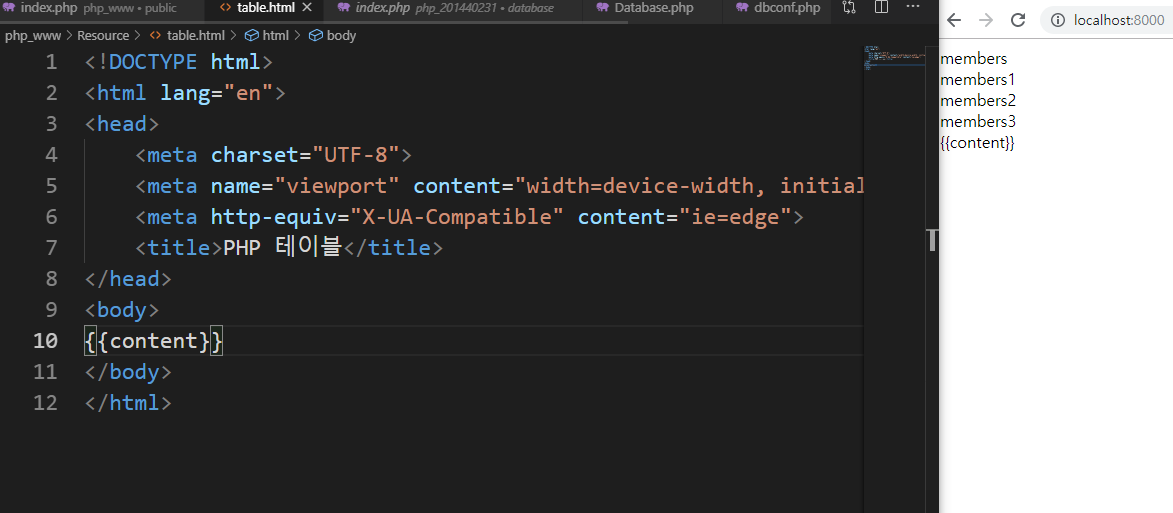 index.php php_www • public table.html × index.php php_201440231 • database Database.php dbconf.php ...
php_www > Resource > <> table.html > html > body
1 <!DOCTYPE html>
2 <html lang="en">
3 <head>
4 <meta charset="UTF-8">
5 <meta name="viewport" content="width=device-width, initial
6 <meta http-equiv="X-UA-Compatible" content="ie=edge">
7 <title>PHP 테이블</title>
8 </head>
9 <body>
10 {{content}}
11 </body>
12 </html>
localhost:8000
members
members1
members2
members3
{{content}}